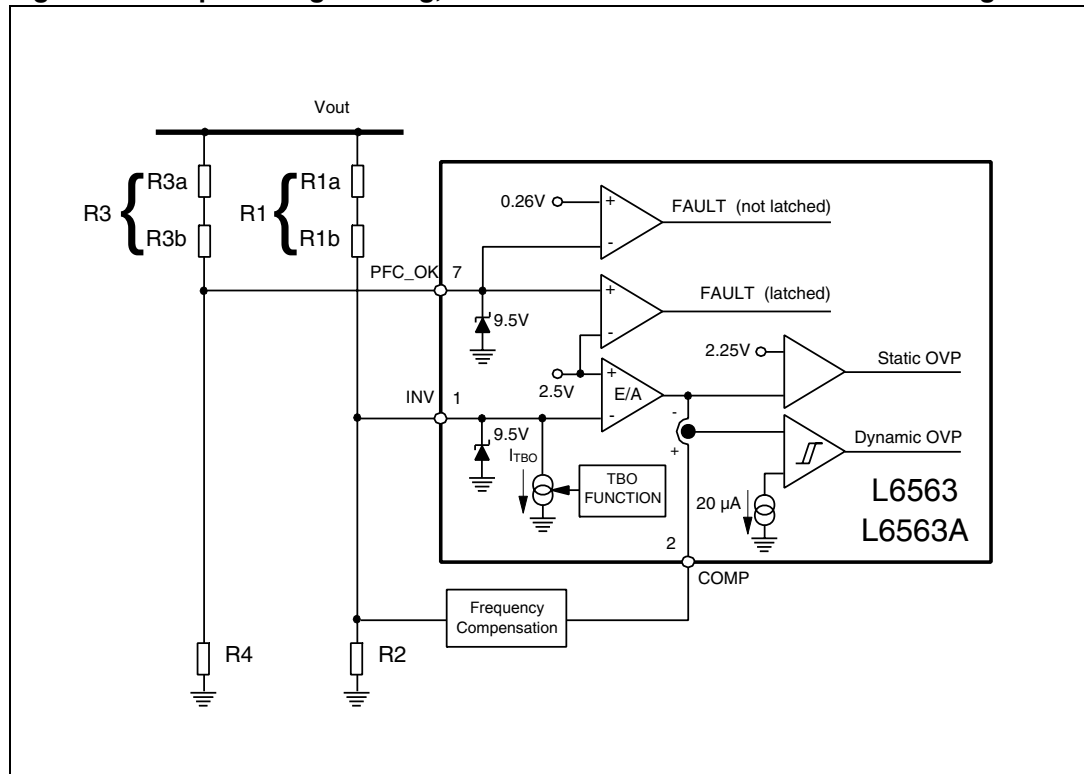 Vout
R3 { R3a
R3b
R1 { R1a
R1b
PFC_OK 7
0.26V
+
-
FAULT (not latched)
9.5V
+
-
FAULT (latched)
2.5V
+
E/A
-
2.25V
Static OVP
INV 1
9.5V
ITBO
TBO
FUNCTION
-
+
Dynamic OVP
20 µA
L6563
L6563A
2
COMP
Frequency
Compensation
R4
R2